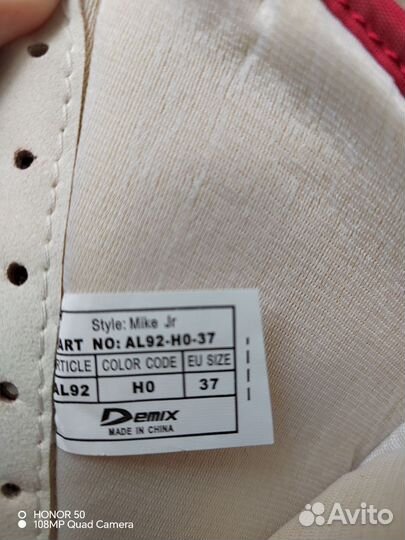 Style: Mike Jr
ART NO: AL92-H0-37
ARTICLE COLOR CODE EU SIZE
AL92 H0 37
Demix
MADE IN CHINA
HONOR 50
108MP Quad Camera
Avito